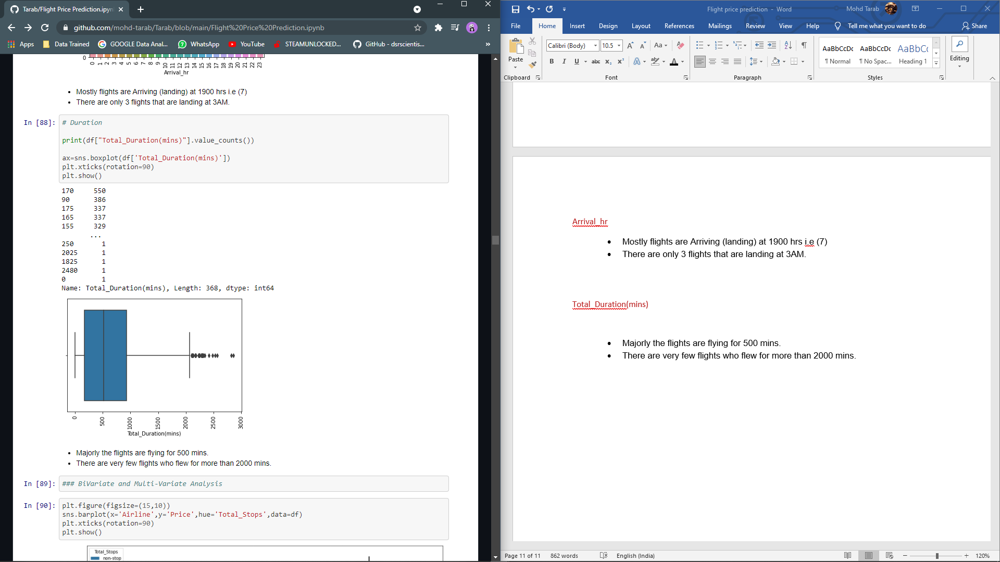 Tarab/Flight Price Prediction.ipyn
github.com/mohd-tarab/Tarab/blob/main/Flight%20Price%20Prediction.ipynb
Apps
Data Trained
GOOGLE Data Anal...
WhatsApp
YouTube
STEAMUNLOCKED...
GitHub - dsrscientis...
»
0
0 1 2 3 4 5 6 7 8 9 10 11 12 13 14 15 16 17 18 19 20 21 22 23
Arrival_hr
• Mostly flights are Arriving (landing) at 1900 hrs i.e (7)
• There are only 3 flights that are landing at 3AM.
In [88]:
# Duration
print(df["Total_Duration(mins)"].value_counts())
ax=sns.boxplot(df['Total_Duration(mins)'])
plt.xticks(rotation=90)
plt.show()
170 550
90 386
175 337
165 337
155 329
...
250 1
2025 1
1825 1
2480 1
0 1
Name: Total_Duration(mins), Length: 368, dtype: int64
0 500 1000 1500 2000 2500 3000
Total_Duration(mins)
• Majorly the flights are flying for 500 mins.
• There are very few flights who flew for more than 2000 mins.
In [89]:
### BiVariate and Multi-Variate Analysis
In [90]:
plt.figure(figsize=(15,10))
sns.barplot(x='Airline',y='Price',hue='Total_Stops',data=df)
plt.xticks(rotation=90)
plt.show()
Total_Stops
non-stop
Flight price prediction - Word
Mohd Tarab
File Home Insert Design Layout References Mailings Review View Help Tell me what you want to do Share
Paste
Clipboard
Calibri (Body) 10.5
Aa
B I U abc x₂ x²
Font
Paragraph
AaBbCcDc AaBbCcDc AaBbCc
¶ Normal ¶ No Spac... Heading 1
Styles
Editing
Arrival_hr
• Mostly flights are Arriving (landing) at 1900 hrs i.e (7)
• There are only 3 flights that are landing at 3AM.
Total_Duration(mins)
• Majorly the flights are flying for 500 mins.
• There are very few flights who flew for more than 2000 mins.
Page 11 of 11 862 words English (India) 120%